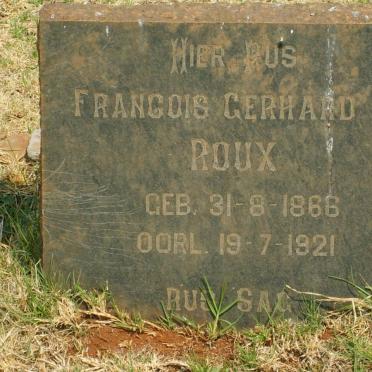 HIER RUS
FRANCOIS GERHARD
ROUX
GEB. 31-8-1866
OORL. 19-7-1921
RUS SAG